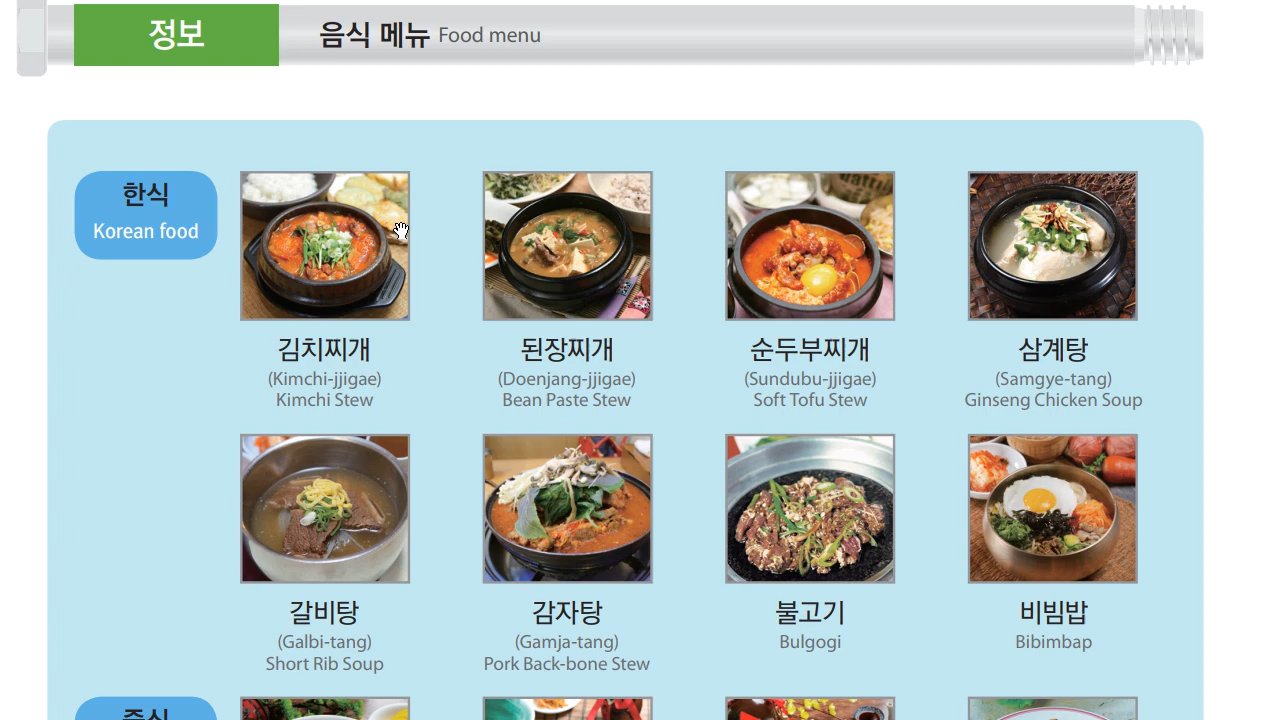 정보
음식 메뉴 Food menu
한식
Korean food
김치찌개
(Kimchi-jjigae)
Kimchi Stew
된장찌개
(Doenjang-jjigae)
Bean Paste Stew
순두부찌개
(Sundubu-jjigae)
Soft Tofu Stew
삼계탕
(Samgye-tang)
Ginseng Chicken Soup
갈비탕
(Galbi-tang)
Short Rib Soup
감자탕
(Gamja-tang)
Pork Back-bone Stew
불고기
Bulgogi
비빔밥
Bibimbap